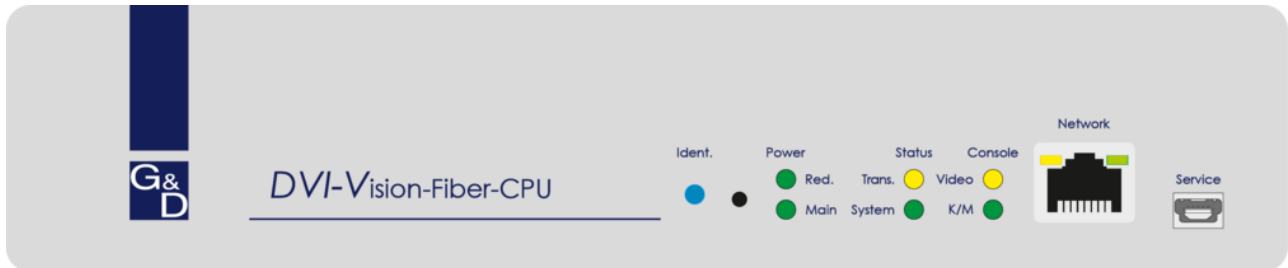 G&D
DVI-Vision-Fiber-CPU
Ident.
Power
Status
Console
Network
Red.
Trans.
Video
Main
System
K/M
Service